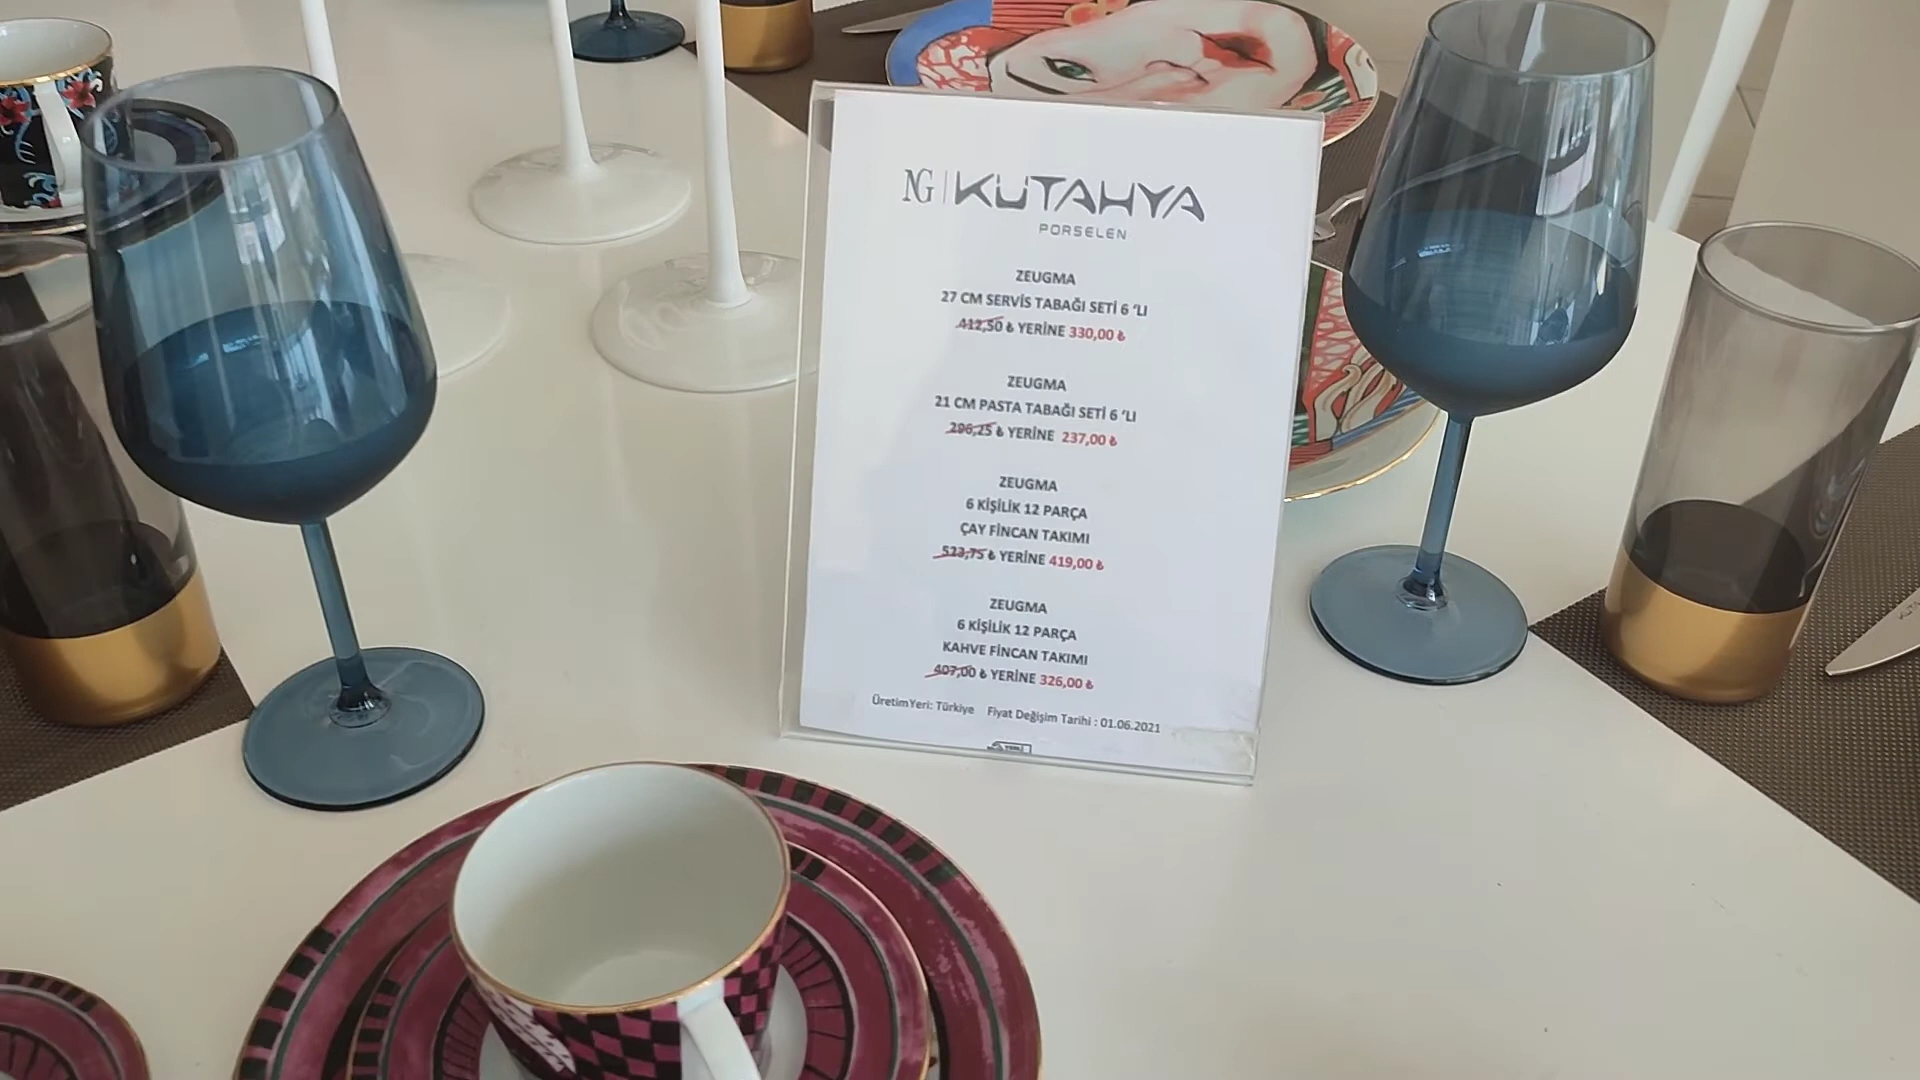 NG | KÜTAHYA
PORSELEN
ZEUGMA
27 CM SERVİS TABAĞI SETİ 6 'LI
412,50 ₺ YERİNE 330,00 ₺
ZEUGMA
21 CM PASTA TABAĞI SETİ 6 'LI
296,25 ₺ YERİNE 237,00 ₺
ZEUGMA
6 KİŞİLİK 12 PARÇA
ÇAY FİNCAN TAKIMI
523,75 ₺ YERİNE 419,00 ₺
ZEUGMA
6 KİŞİLİK 12 PARÇA
KAHVE FİNCAN TAKIMI
407,00 ₺ YERİNE 326,00 ₺
ÜretimYeri: Türkiye Fiyat Değişim Tarihi : 01.06.2021